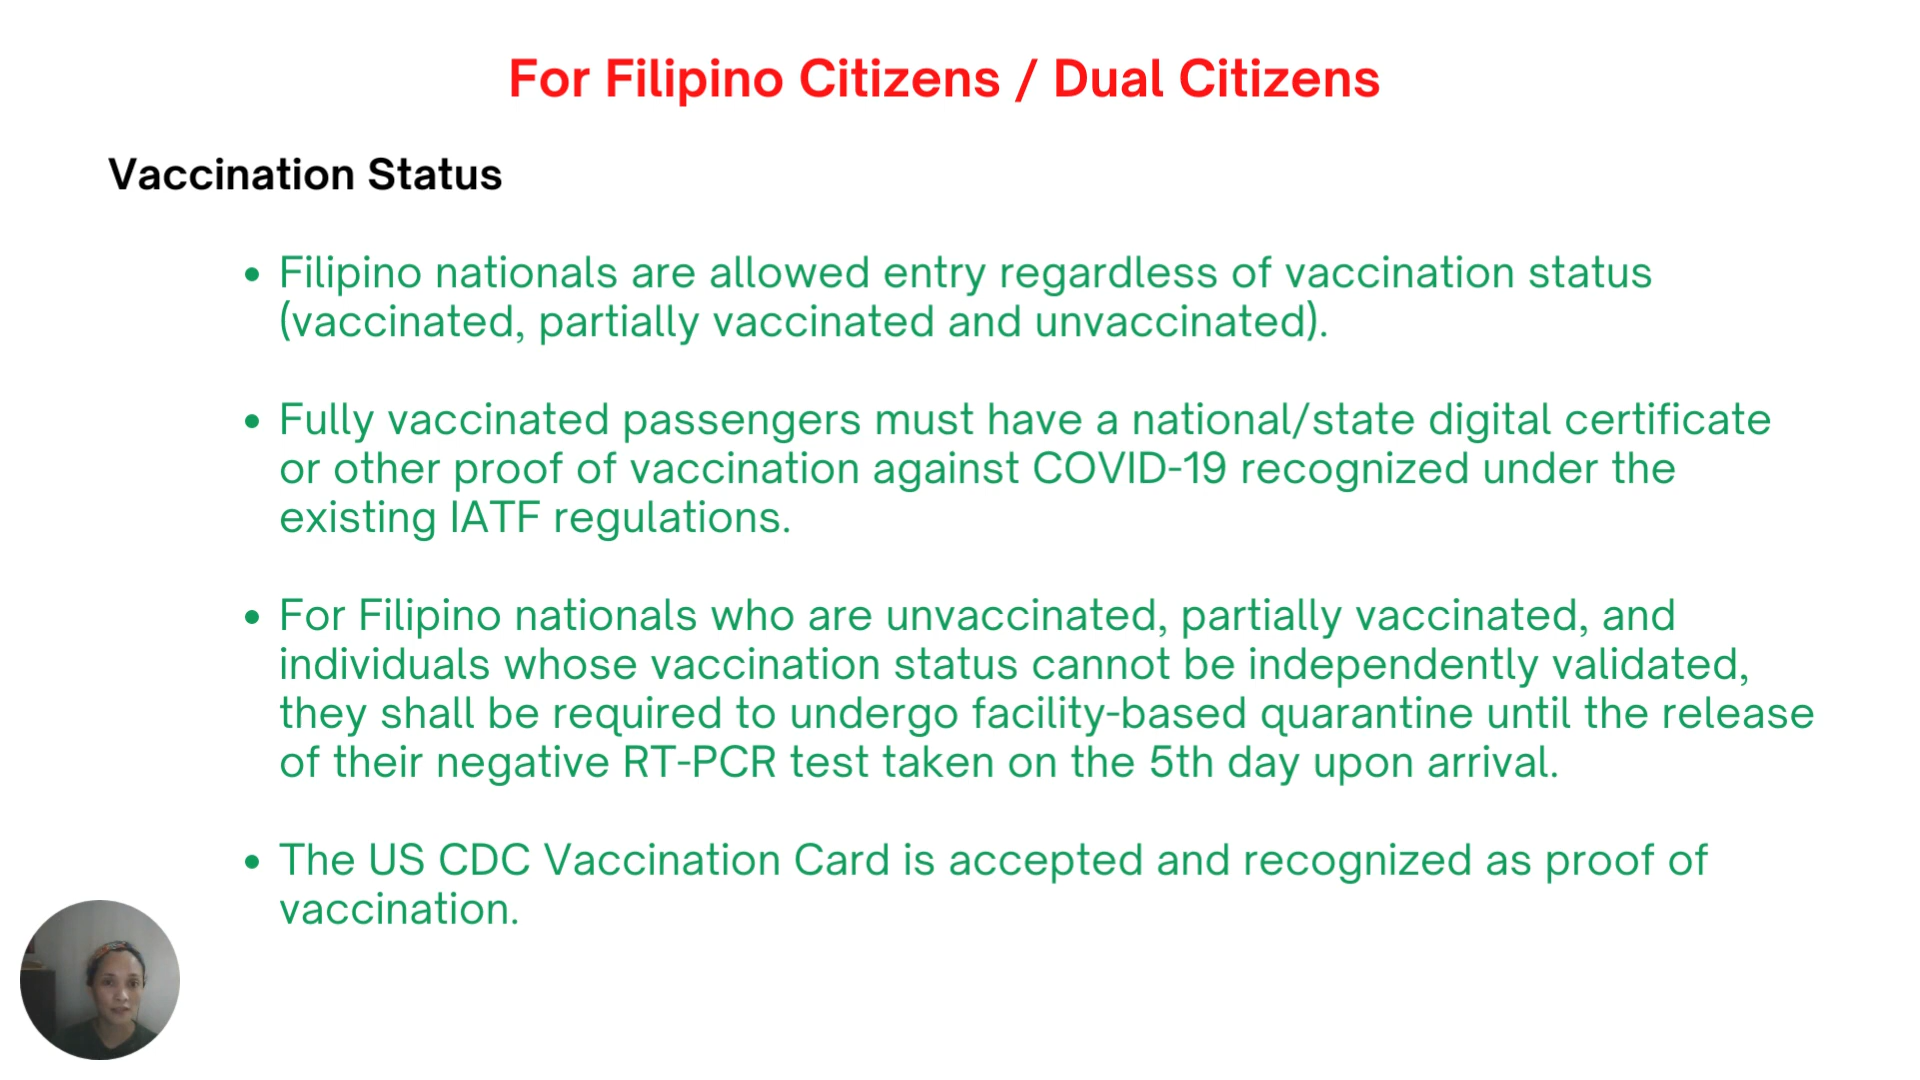 For Filipino Citizens / Dual Citizens
Vaccination Status
• Filipino nationals are allowed entry regardless of vaccination status
(vaccinated, partially vaccinated and unvaccinated).
• Fully vaccinated passengers must have a national/state digital certificate
or other proof of vaccination against COVID-19 recognized under the
existing IATF regulations.
• For Filipino nationals who are unvaccinated, partially vaccinated, and
individuals whose vaccination status cannot be independently validated,
they shall be required to undergo facility-based quarantine until the release
of their negative RT-PCR test taken on the 5th day upon arrival.
• The US CDC Vaccination Card is accepted and recognized as proof of
vaccination.